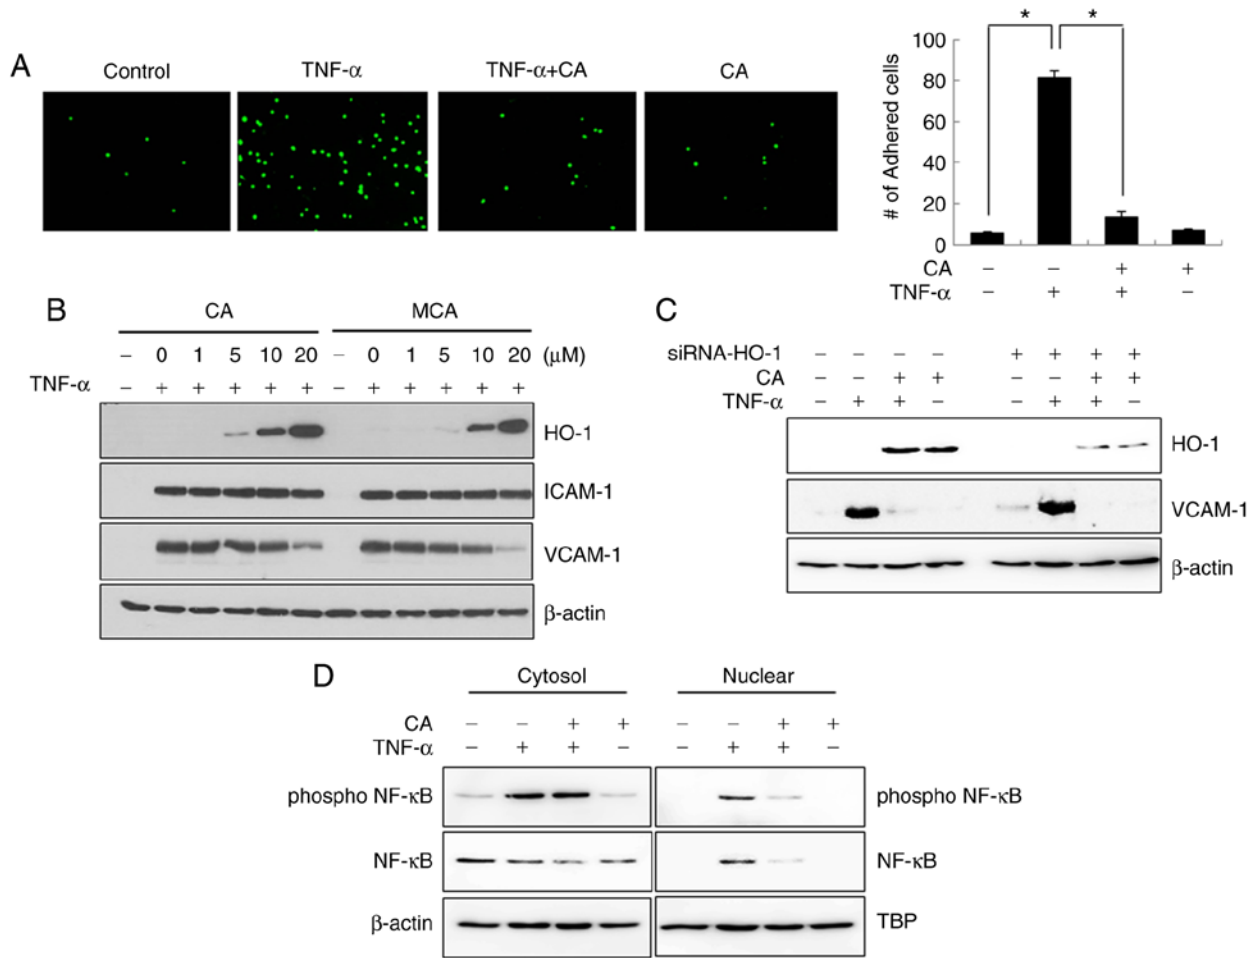 A
Control
TNF-α
TNF-α+CA
CA
* *
# of Adhered cells
100
80
60
40
20
0
CA – – + +
TNF-α – + + –
B
CA MCA
– 0 1 5 10 20 – 0 1 5 10 20 (μM)
TNF-α – + + + + + – + + + + +
HO-1
ICAM-1
VCAM-1
β-actin
C
siRNA-HO-1 – – – – + + + +
CA – – + + – – + +
TNF-α – + + – – + + –
HO-1
VCAM-1
β-actin
D
Cytosol Nuclear
CA – – + + – – + +
TNF-α – + + – – + + –
phospho NF-κB phospho NF-κB
NF-κB NF-κB
β-actin TBP